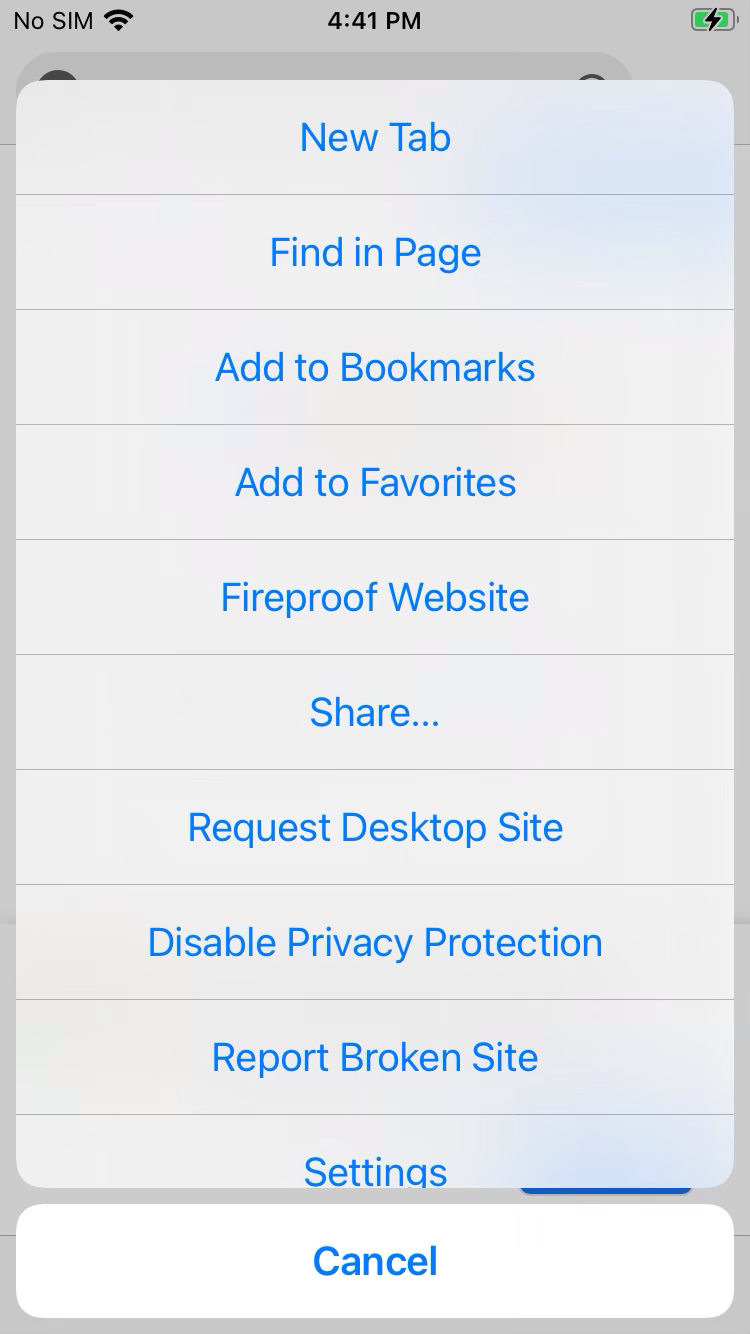 No SIM 4:41 PM
New Tab
Find in Page
Add to Bookmarks
Add to Favorites
Fireproof Website
Share...
Request Desktop Site
Disable Privacy Protection
Report Broken Site
Settings
Cancel